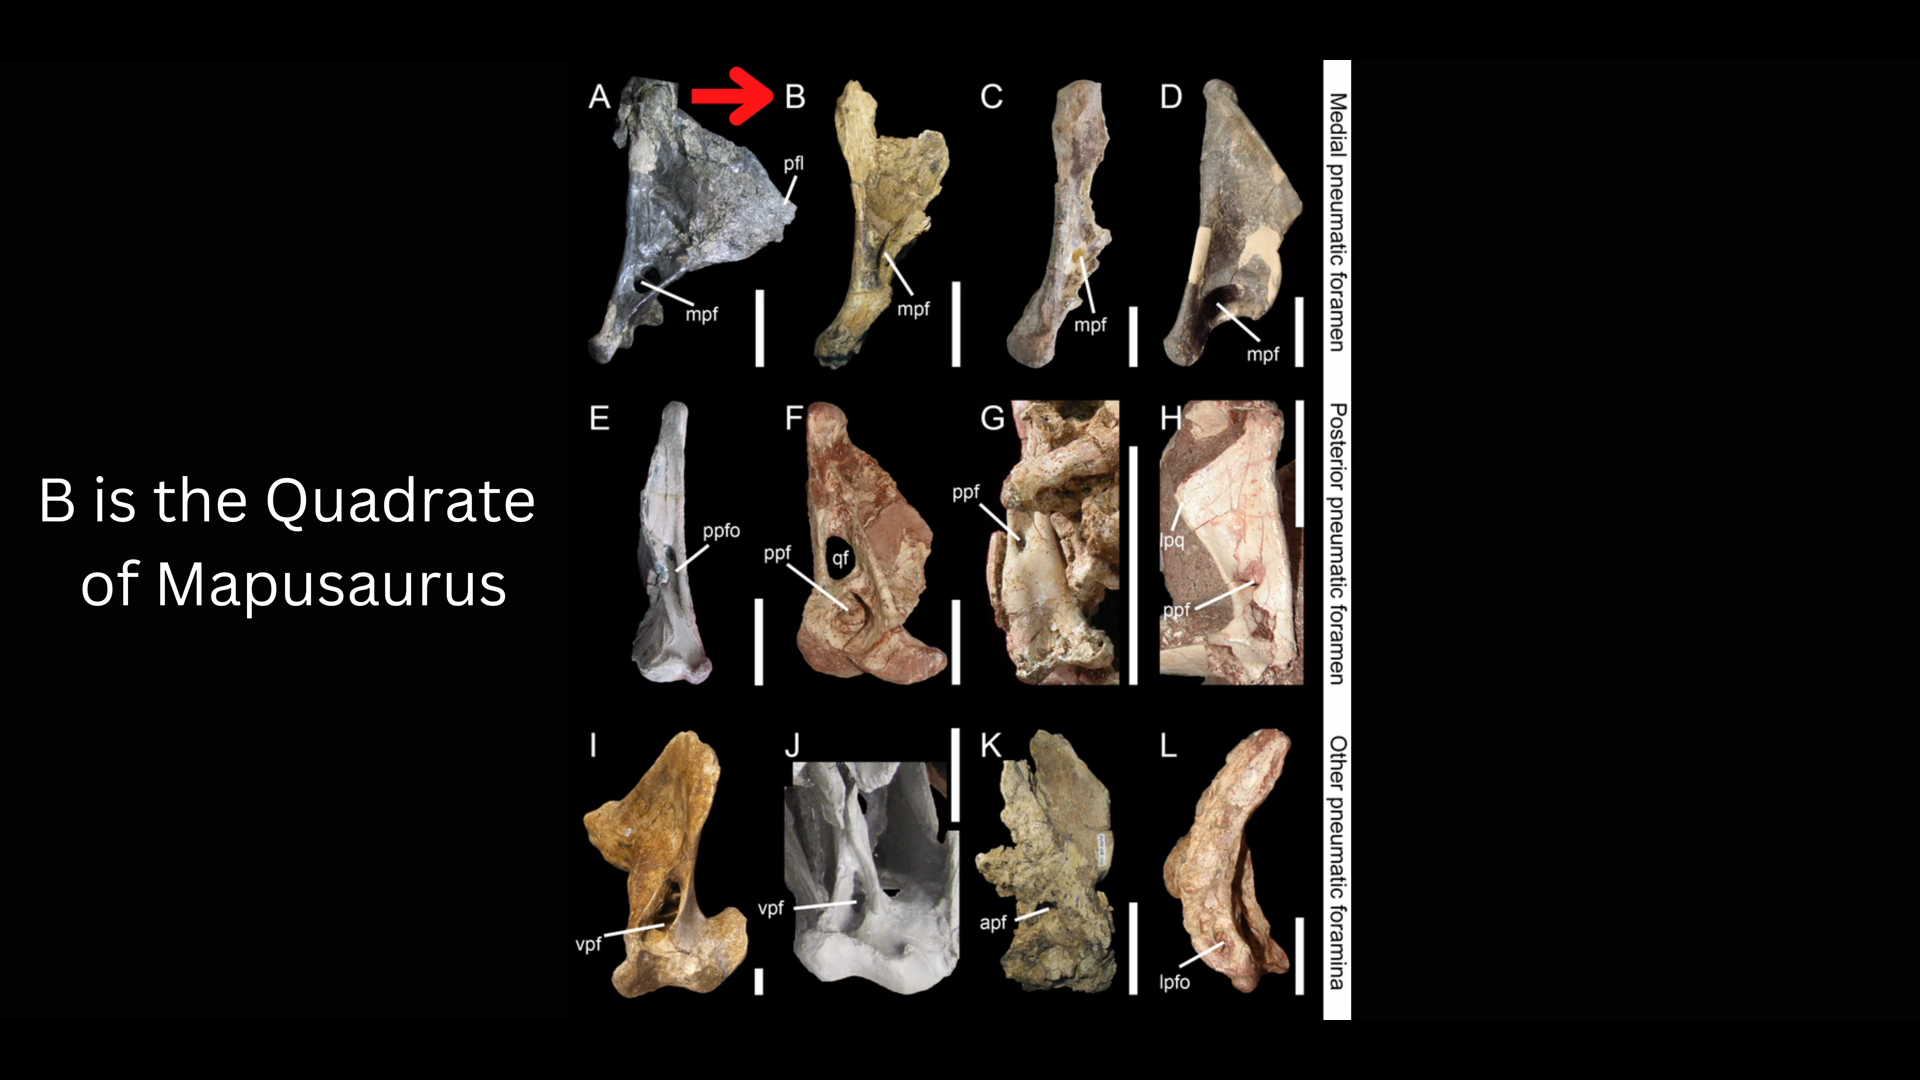 A
B
C
D
pfl
mpf
mpf
mpf
mpf
Medial pneumatic foramen
E
F
G
H
ppfo
ppf
qf
ppf
lpq
ppf
Posterior pneumatic foramen
B is the Quadrate
of Mapusaurus
I
J
K
L
vpf
vpf
apf
lpfo
Other pneumatic foramina